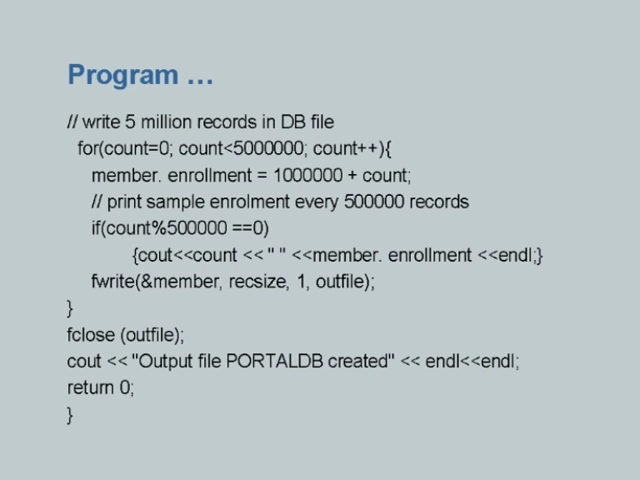 Program …
// write 5 million records in DB file
for(count=0; count<5000000; count++){
member. enrollment = 1000000 + count;
// print sample enrolment every 500000 records
if(count%500000 ==0)
{cout<<count << " " <<member. enrollment <<endl;}
fwrite(&member, recsize, 1, outfile);
}
fclose (outfile);
cout << "Output file PORTALDB created" << endl<<endl;
return 0;
}